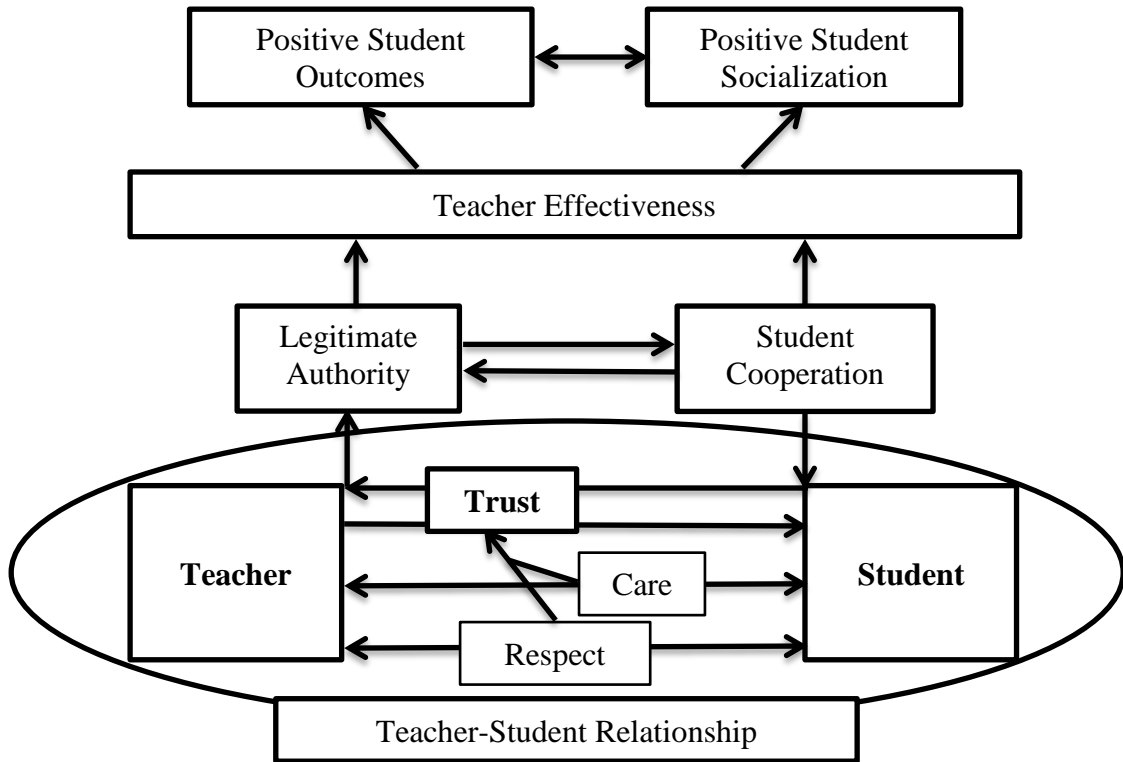 Positive Student
Outcomes
Positive Student
Socialization
Teacher Effectiveness
Legitimate
Authority
Student
Cooperation
Trust
Teacher
Care
Student
Respect
Teacher-Student Relationship